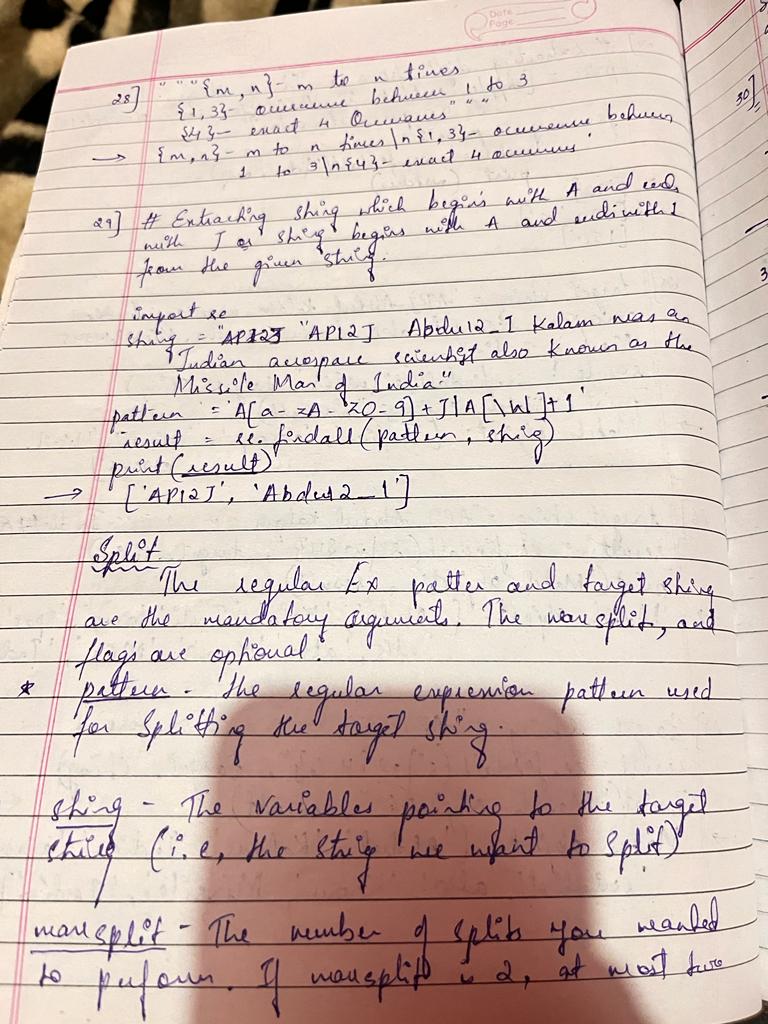 Date
Page
28] " " " {m, n}- m to n times
{1, 3}- occurrence between 1 to 3
{4}- exact 4 Occurances " " "
→ {m, n}- m to n times \n{1, 3}- occurrence between
1 to 3\n{4}- exact 4 occurrens'
30]
29] # Extracting string which begins with A and ends
with J or string begins with A and ends with 1
from the given string.
import re
string = "AP12J Abdul2_1 Kalam was an
Indian aerospace scientist also known as the
Missile Man of India"
pattern = 'A[a-zA-Z0-9]+J|A[\W]+1'
result = re.findall(pattern, string)
print(result)
→ ['AP12J', 'Abdul2_1']
Split
The regular Ex patter and target string
are the mandatory arguments. The maxsplit, and
flags are optional.
* pattern - the regular expression pattern used
for Splitting the target string.
string - The variables pointing to the target
string (i.e, the string we want to Split)
maxsplit - The number of splits you wanted
to perform. If maxsplit is 2, at most two